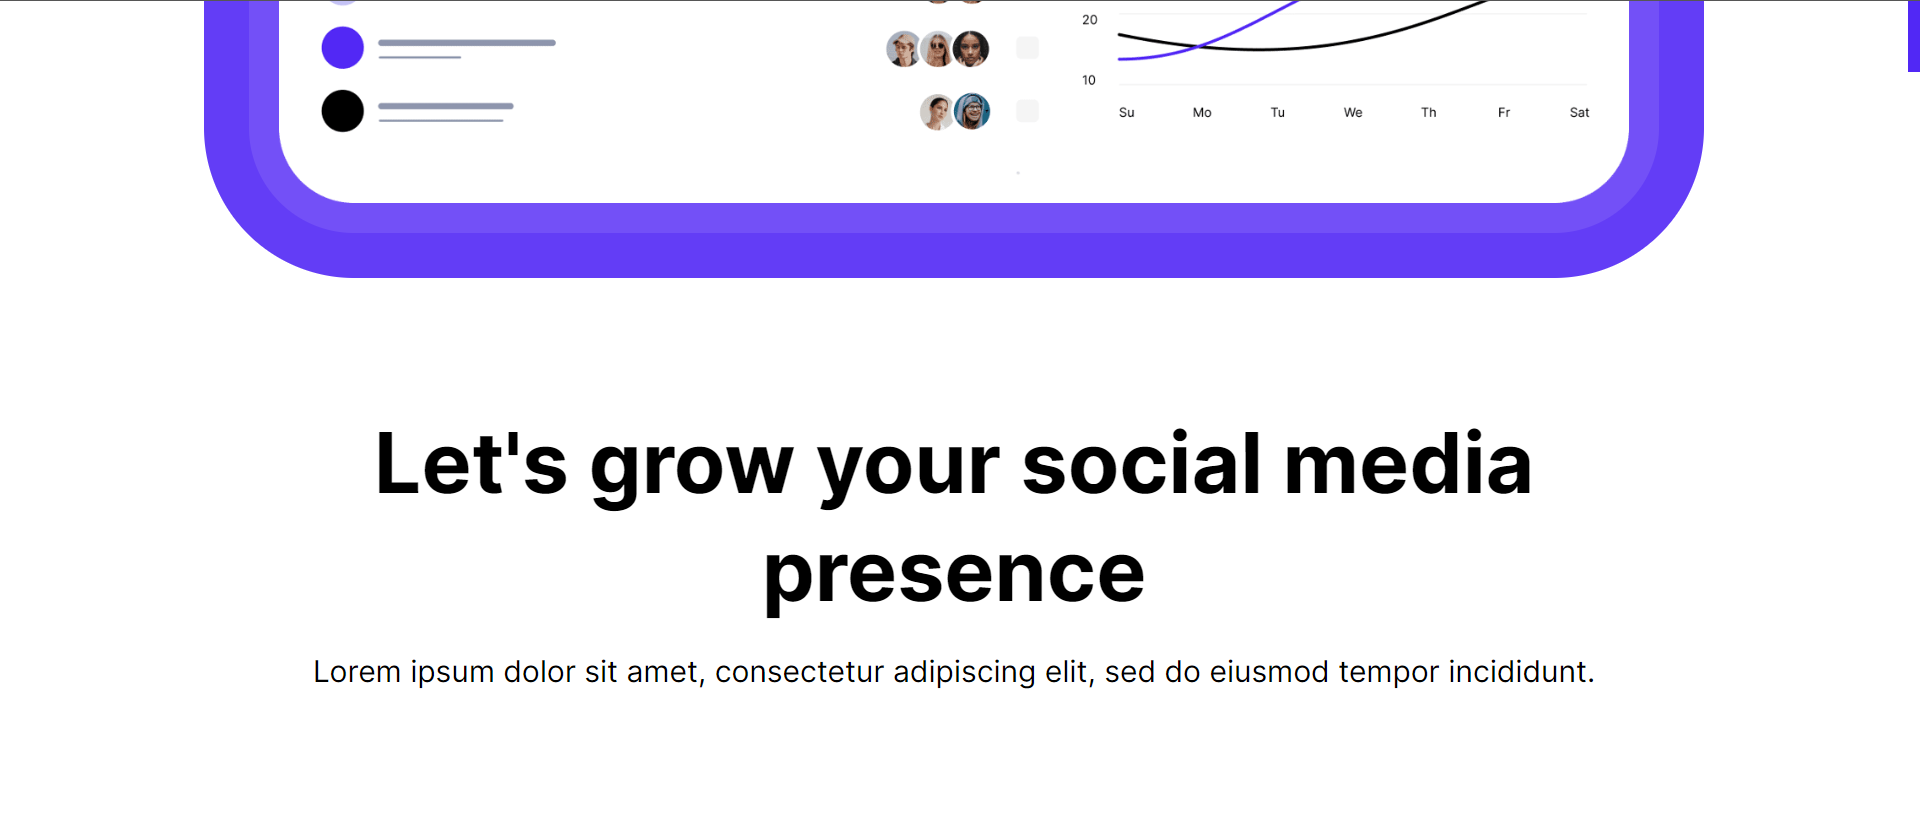 20
10
Su Mo Tu We Th Fr Sat
Let's grow your social media
presence
Lorem ipsum dolor sit amet, consectetur adipiscing elit, sed do eiusmod tempor incididunt.